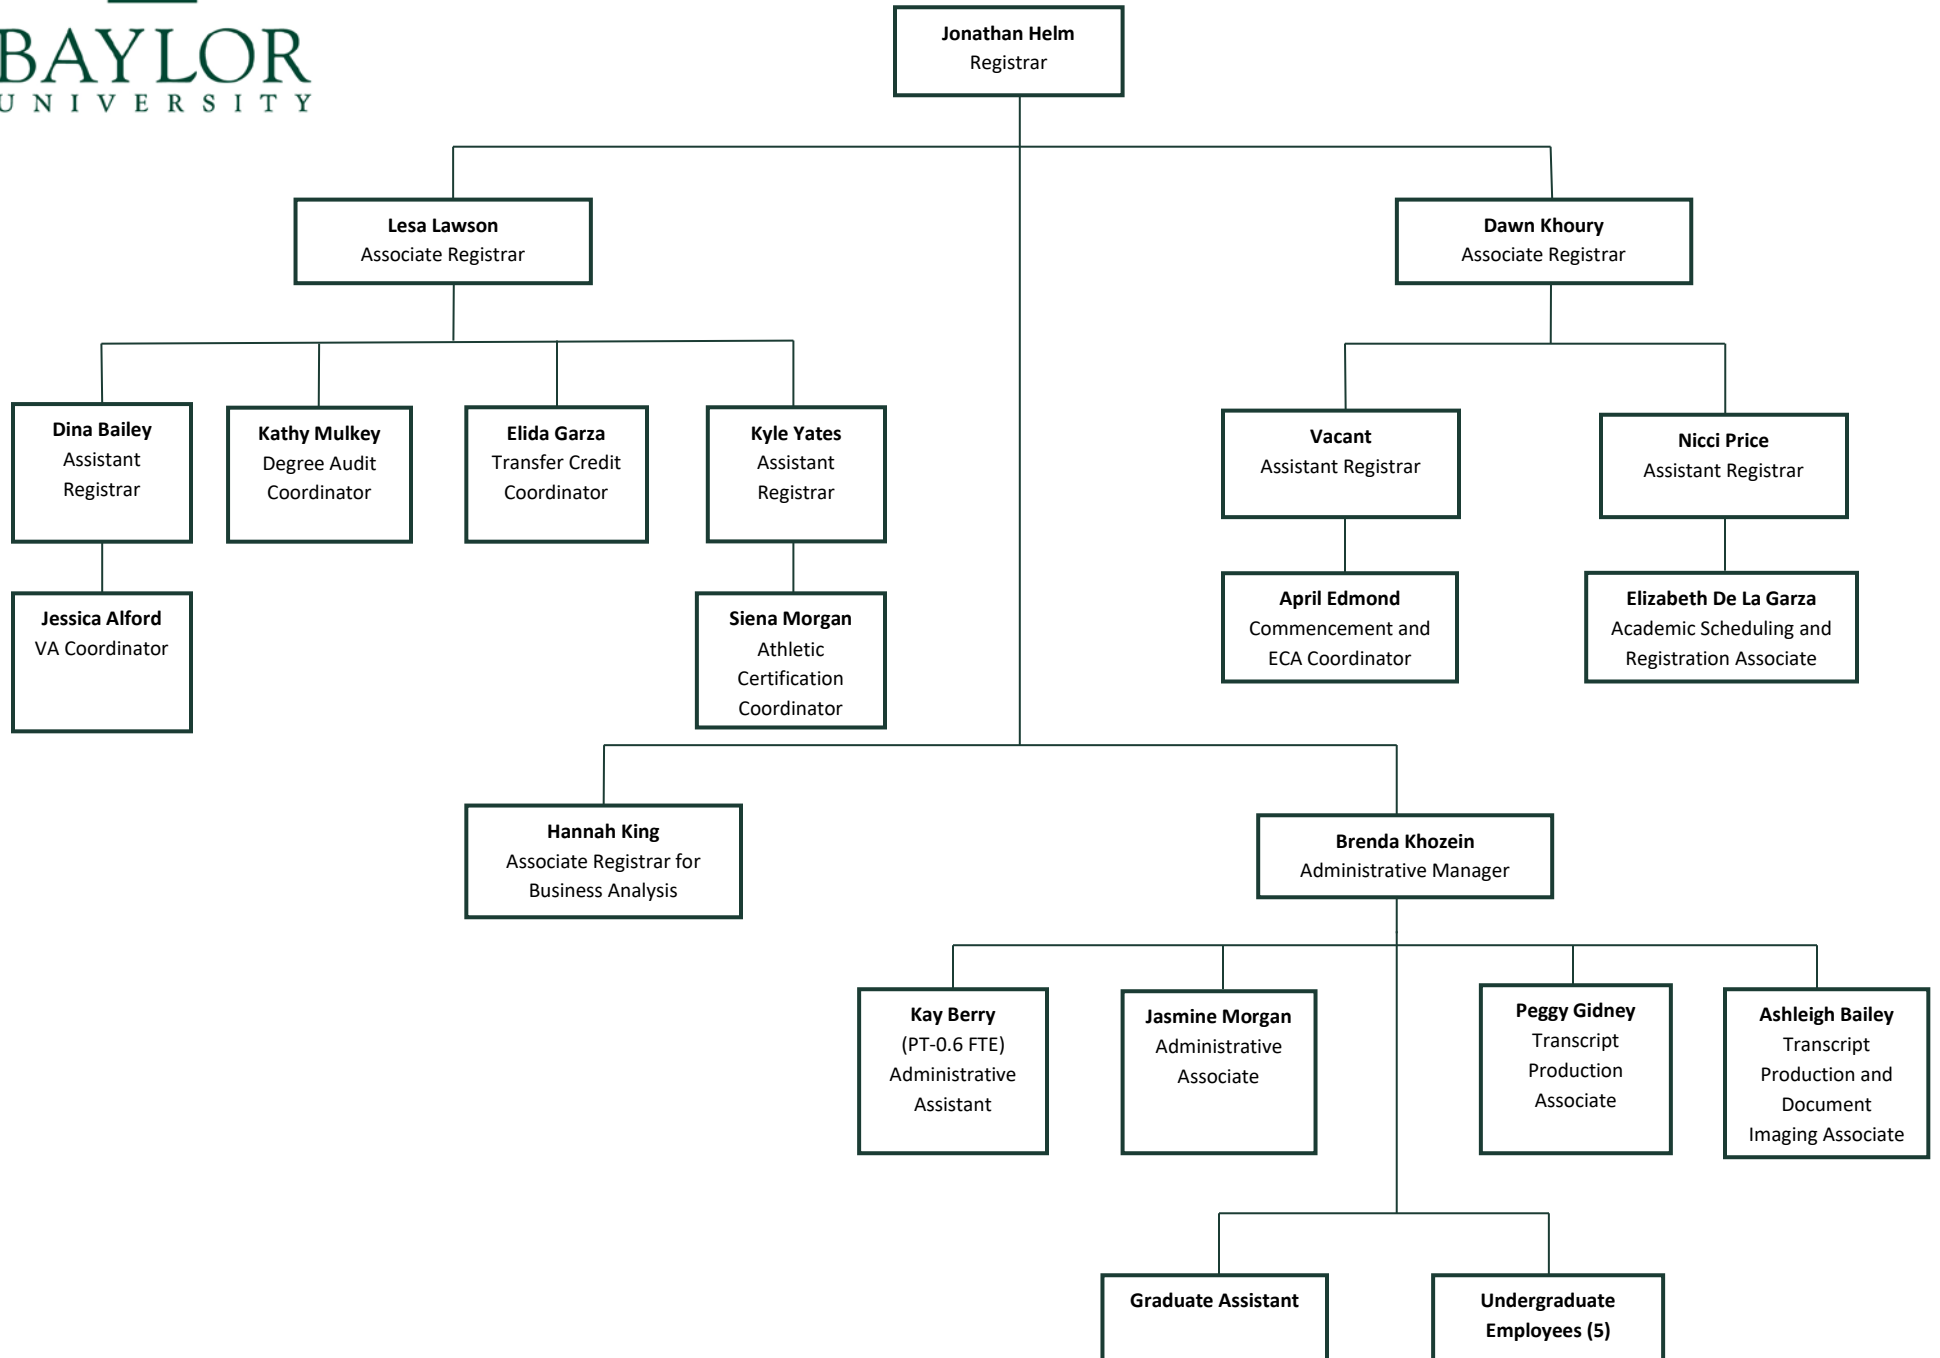 BAYLOR
UNIVERSITY
Jonathan Helm
Registrar
Lesa Lawson
Associate Registrar
Dawn Khoury
Associate Registrar
Dina Bailey
Assistant
Registrar
Kathy Mulkey
Degree Audit
Coordinator
Elida Garza
Transfer Credit
Coordinator
Kyle Yates
Assistant
Registrar
Vacant
Assistant Registrar
Nicci Price
Assistant Registrar
Jessica Alford
VA Coordinator
Siena Morgan
Athletic
Certification
Coordinator
April Edmond
Commencement and
ECA Coordinator
Elizabeth De La Garza
Academic Scheduling and
Registration Associate
Hannah King
Associate Registrar for
Business Analysis
Brenda Khozein
Administrative Manager
Kay Berry
(PT-0.6 FTE)
Administrative
Assistant
Jasmine Morgan
Administrative
Associate
Peggy Gidney
Transcript
Production
Associate
Ashleigh Bailey
Transcript
Production and
Document
Imaging Associate
Graduate Assistant
Undergraduate
Employees (5)